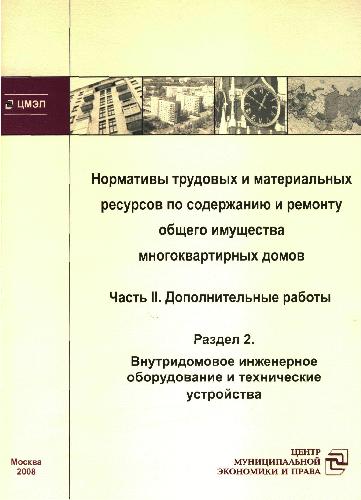 ЦМЭП
Нормативы трудовых и материальных
ресурсов по содержанию и ремонту
общего имущества
многоквартирных домов
Часть II. Дополнительные работы
Раздел 2.
Внутридомовое инженерное
оборудование и технические
устройства
Москва
2008
ЦЕНТР
МУНИЦИПАЛЬНОЙ
ЭКОНОМИКИ И ПРАВА